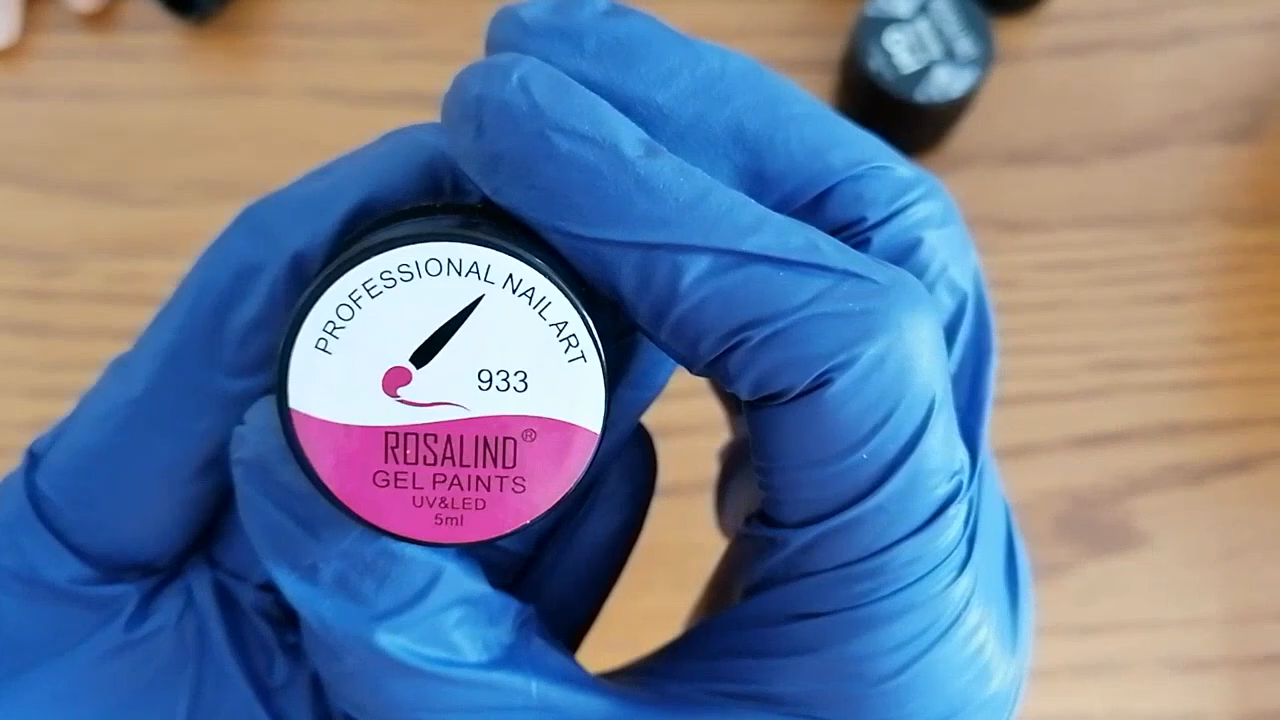 PROFESSIONAL NAIL ART
933
ROSALIND®
GEL PAINTS
UV&LED
5ml